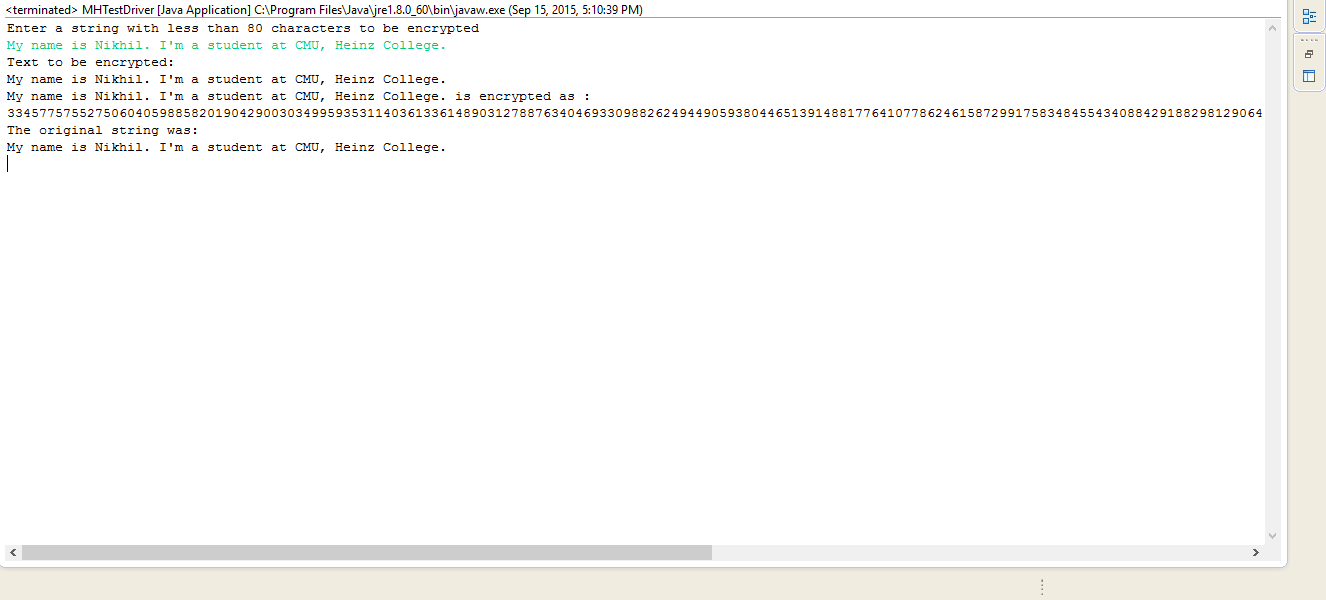 <terminated> MHTestDriver [Java Application] C:\Program Files\Java\jre1.8.0_60\bin\javaw.exe (Sep 15, 2015, 5:10:39 PM)
Enter a string with less than 80 characters to be encrypted
My name is Nikhil. I'm a student at CMU, Heinz College.
Text to be encrypted:
My name is Nikhil. I'm a student at CMU, Heinz College.
My name is Nikhil. I'm a student at CMU, Heinz College. is encrypted as :
3345775755275060405988582019042900303499593531140361336148903127887634046933098826249449059380446513914881776410778624615872991758348455434088429188298129064
The original string was:
My name is Nikhil. I'm a student at CMU, Heinz College.